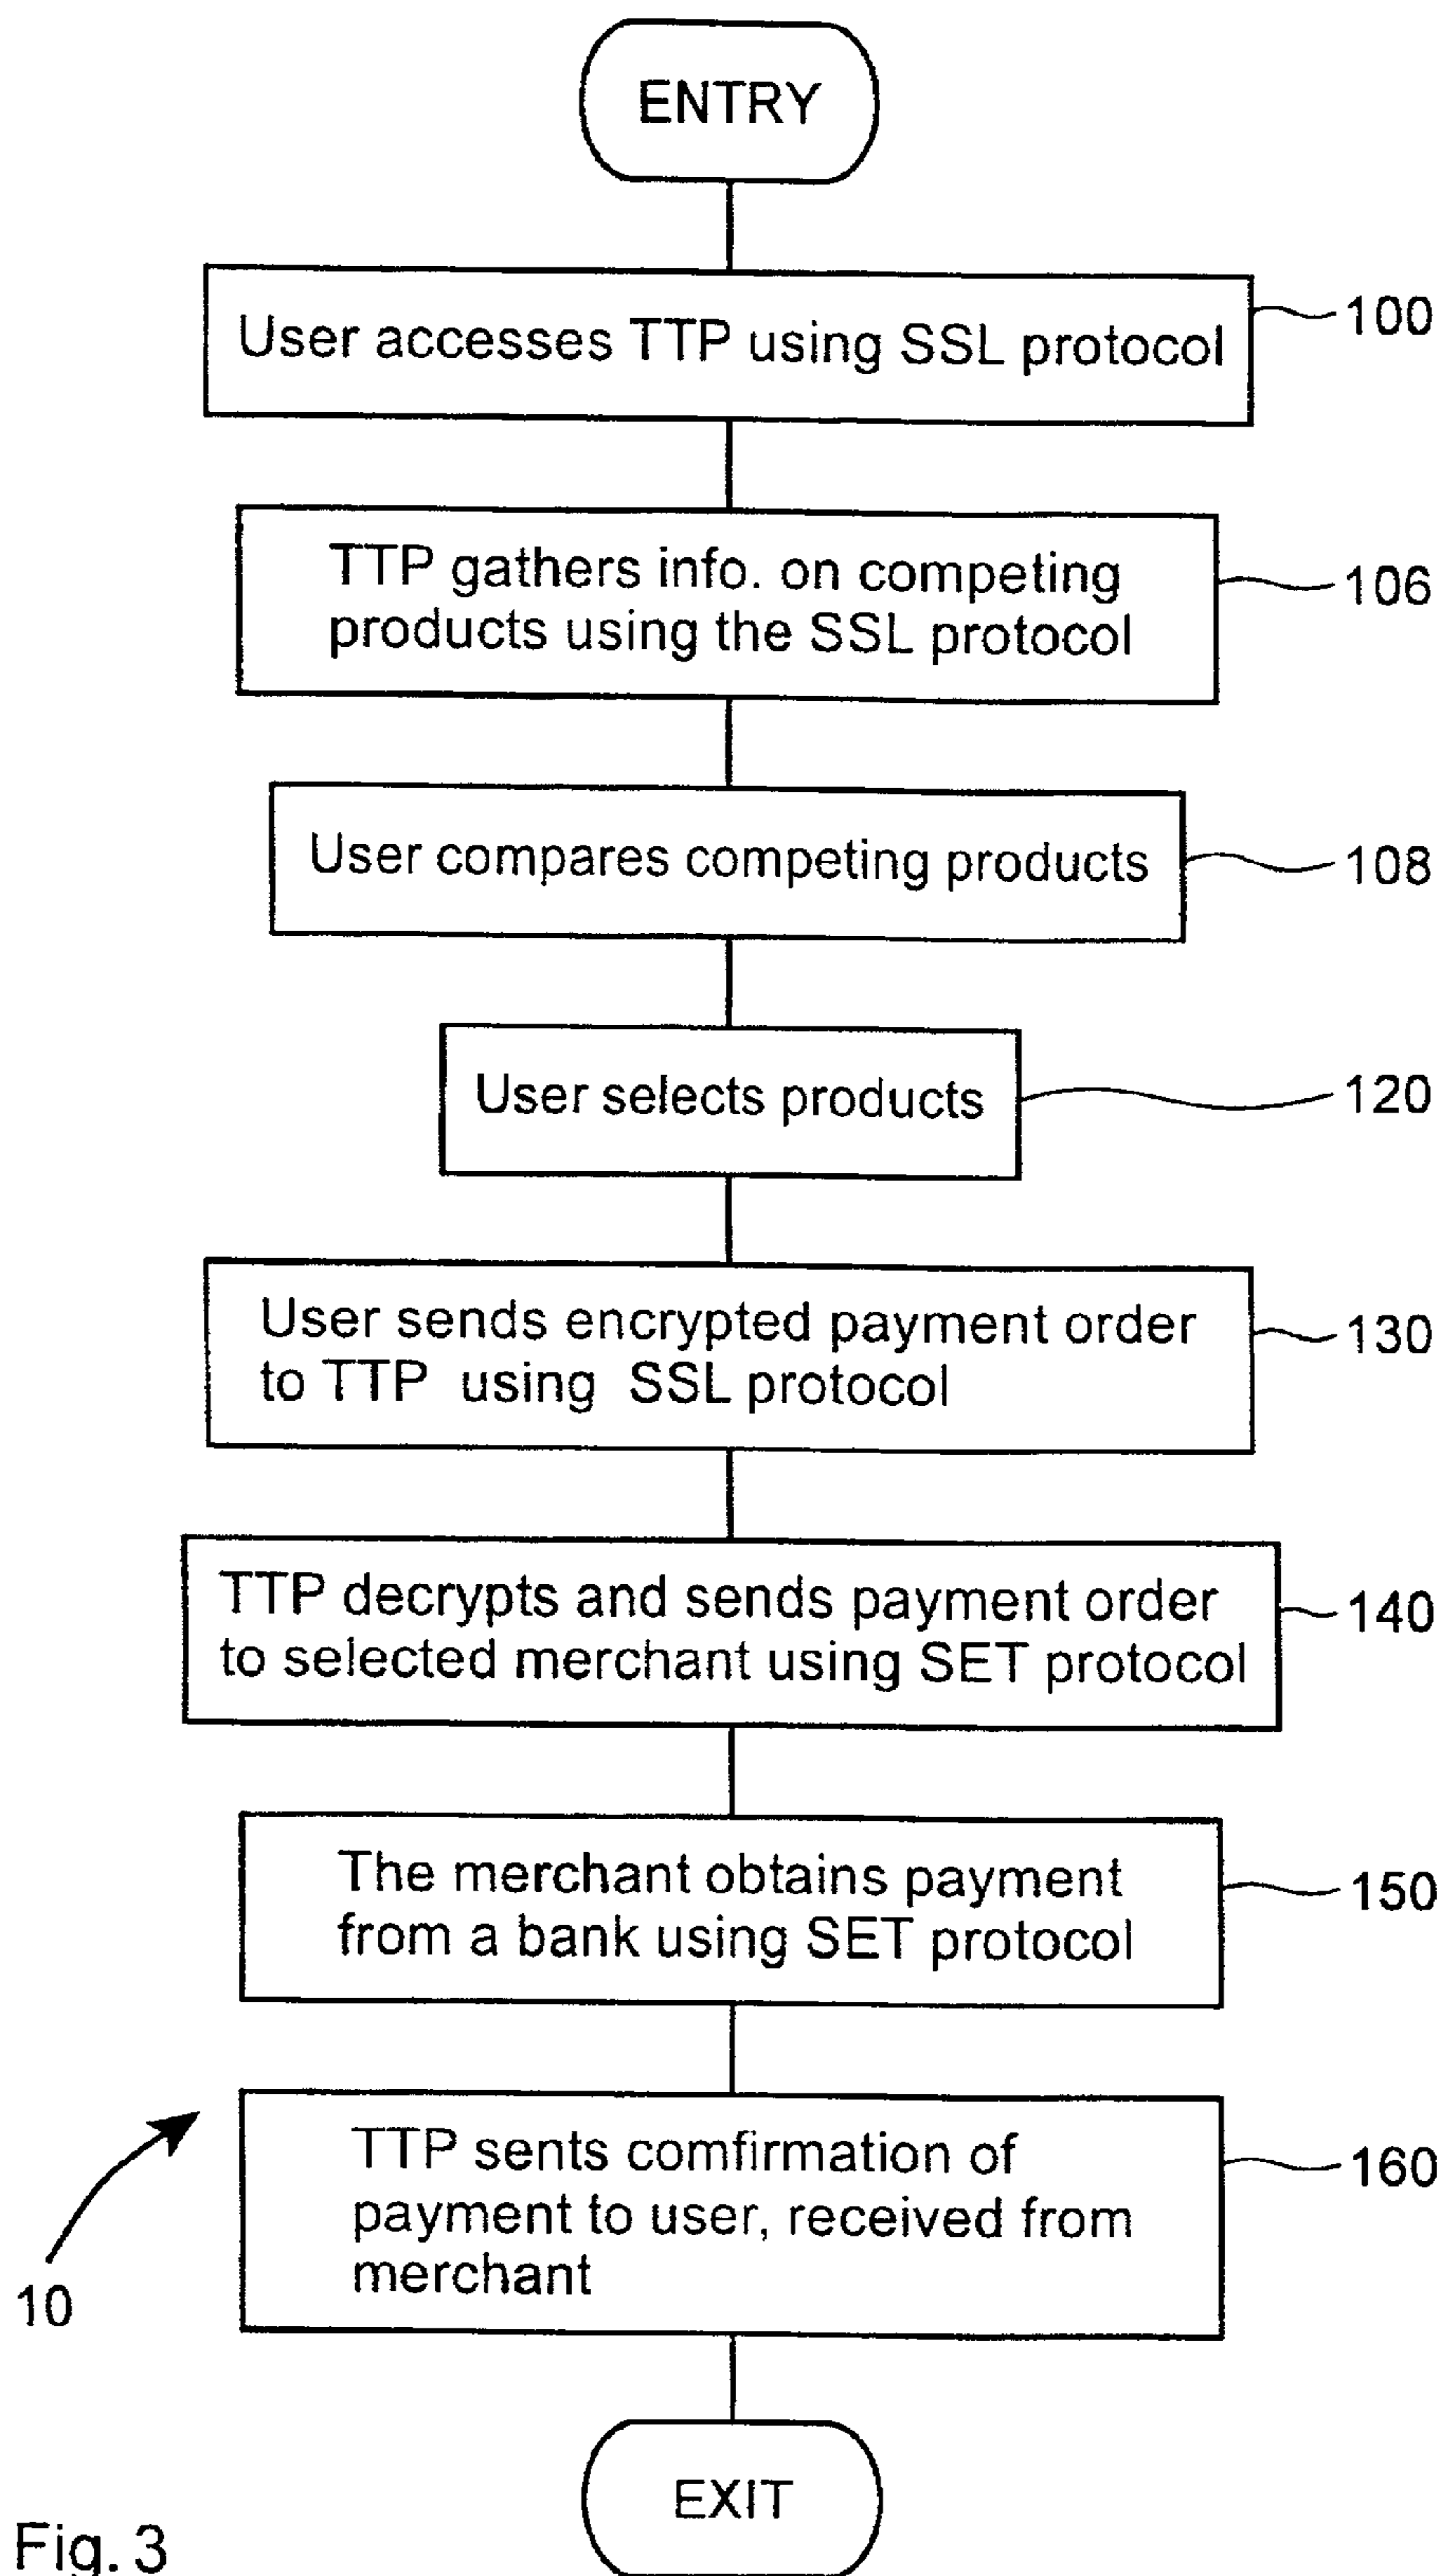 ENTRY
User accesses TTP using SSL protocol
100
TTP gathers info. on competing
products using the SSL protocol
106
User compares competing products
108
User selects products
120
User sends encrypted payment order
to TTP using SSL protocol
130
TTP decrypts and sends payment order
to selected merchant using SET protocol
140
The merchant obtains payment
from a bank using SET protocol
150
TTP sents comfirmation of
payment to user, received from
merchant
160
10
EXIT
Fig. 3